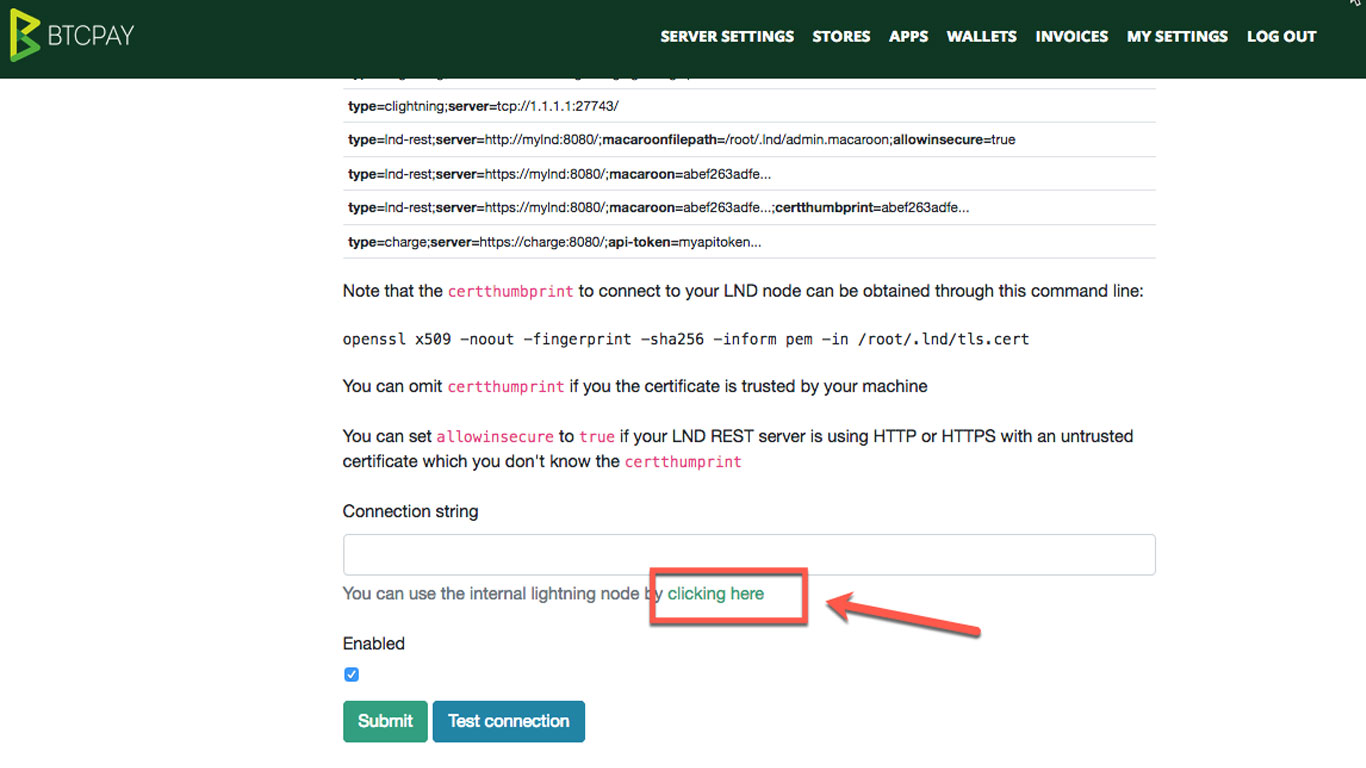 BTCPAY
SERVER SETTINGS STORES APPS WALLETS INVOICES MY SETTINGS LOG OUT
type=clightning;server=tcp://1.1.1.1:27743/
type=lnd-rest;server=http://mylnd:8080/;macaroonfilepath=/root/.lnd/admin.macaroon;allowinsecure=true
type=lnd-rest;server=https://mylnd:8080/;macaroon=abef263adfe...
type=lnd-rest;server=https://mylnd:8080/;macaroon=abef263adfe...;certthumbprint=abef263adfe...
type=charge;server=https://charge:8080/;api-token=myapitoken...
Note that the certthumbprint to connect to your LND node can be obtained through this command line:
openssl x509 -noout -fingerprint -sha256 -inform pem -in /root/.lnd/tls.cert
You can omit certthumprint if you the certificate is trusted by your machine
You can set allowinsecure to true if your LND REST server is using HTTP or HTTPS with an untrusted
certificate which you don't know the certthumprint
Connection string
You can use the internal lightning node by clicking here
Enabled
Submit Test connection